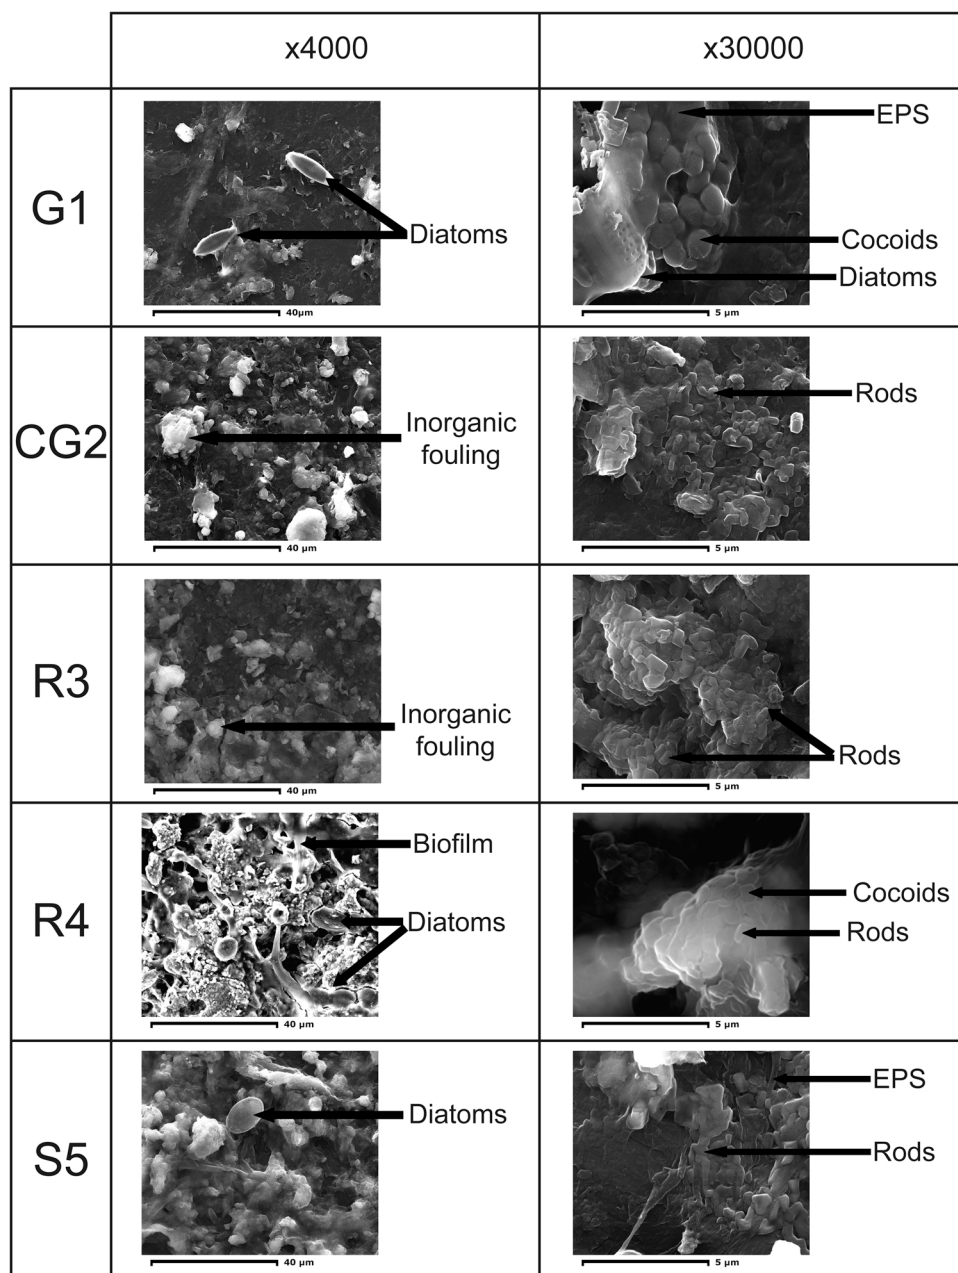 x4000
x30000
G1
Diatoms
40µm
EPS
Cocoids
Diatoms
5 µm
CG2
Inorganic
fouling
40 µm
Rods
5 µm
R3
Inorganic
fouling
40 µm
Rods
5 µm
R4
Biofilm
Diatoms
40 µm
Cocoids
Rods
5 µm
S5
Diatoms
40 µm
EPS
Rods
5 µm